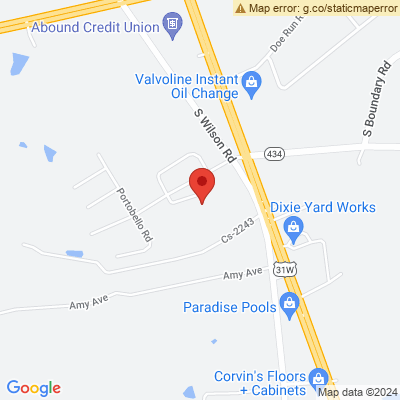 Map error: g.co/staticmaperror
Abound Credit Union
Doe Run R
Valvoline Instant
Oil Change
S Wilson Rd
S Boundary Rd
434
Portobello Rd
Dixie Yard Works
Cs-2243
31W
Amy Ave
Amy Ave
Paradise Pools
Corvin's Floors
+ Cabinets
Google
Map data ©2024